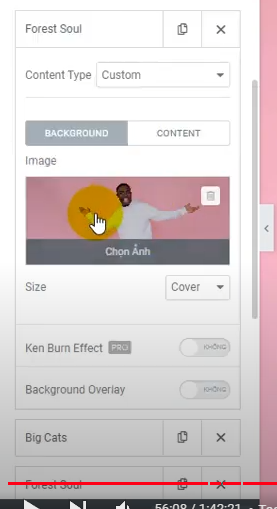 Forest Soul
Content Type Custom
BACKGROUND CONTENT
Image
Chọn Ảnh
Size Cover
Ken Burn Effect PRO KHÔNG
Background Overlay KHÔNG
Big Cats
Forest Soul
56:08 / 1:42:21